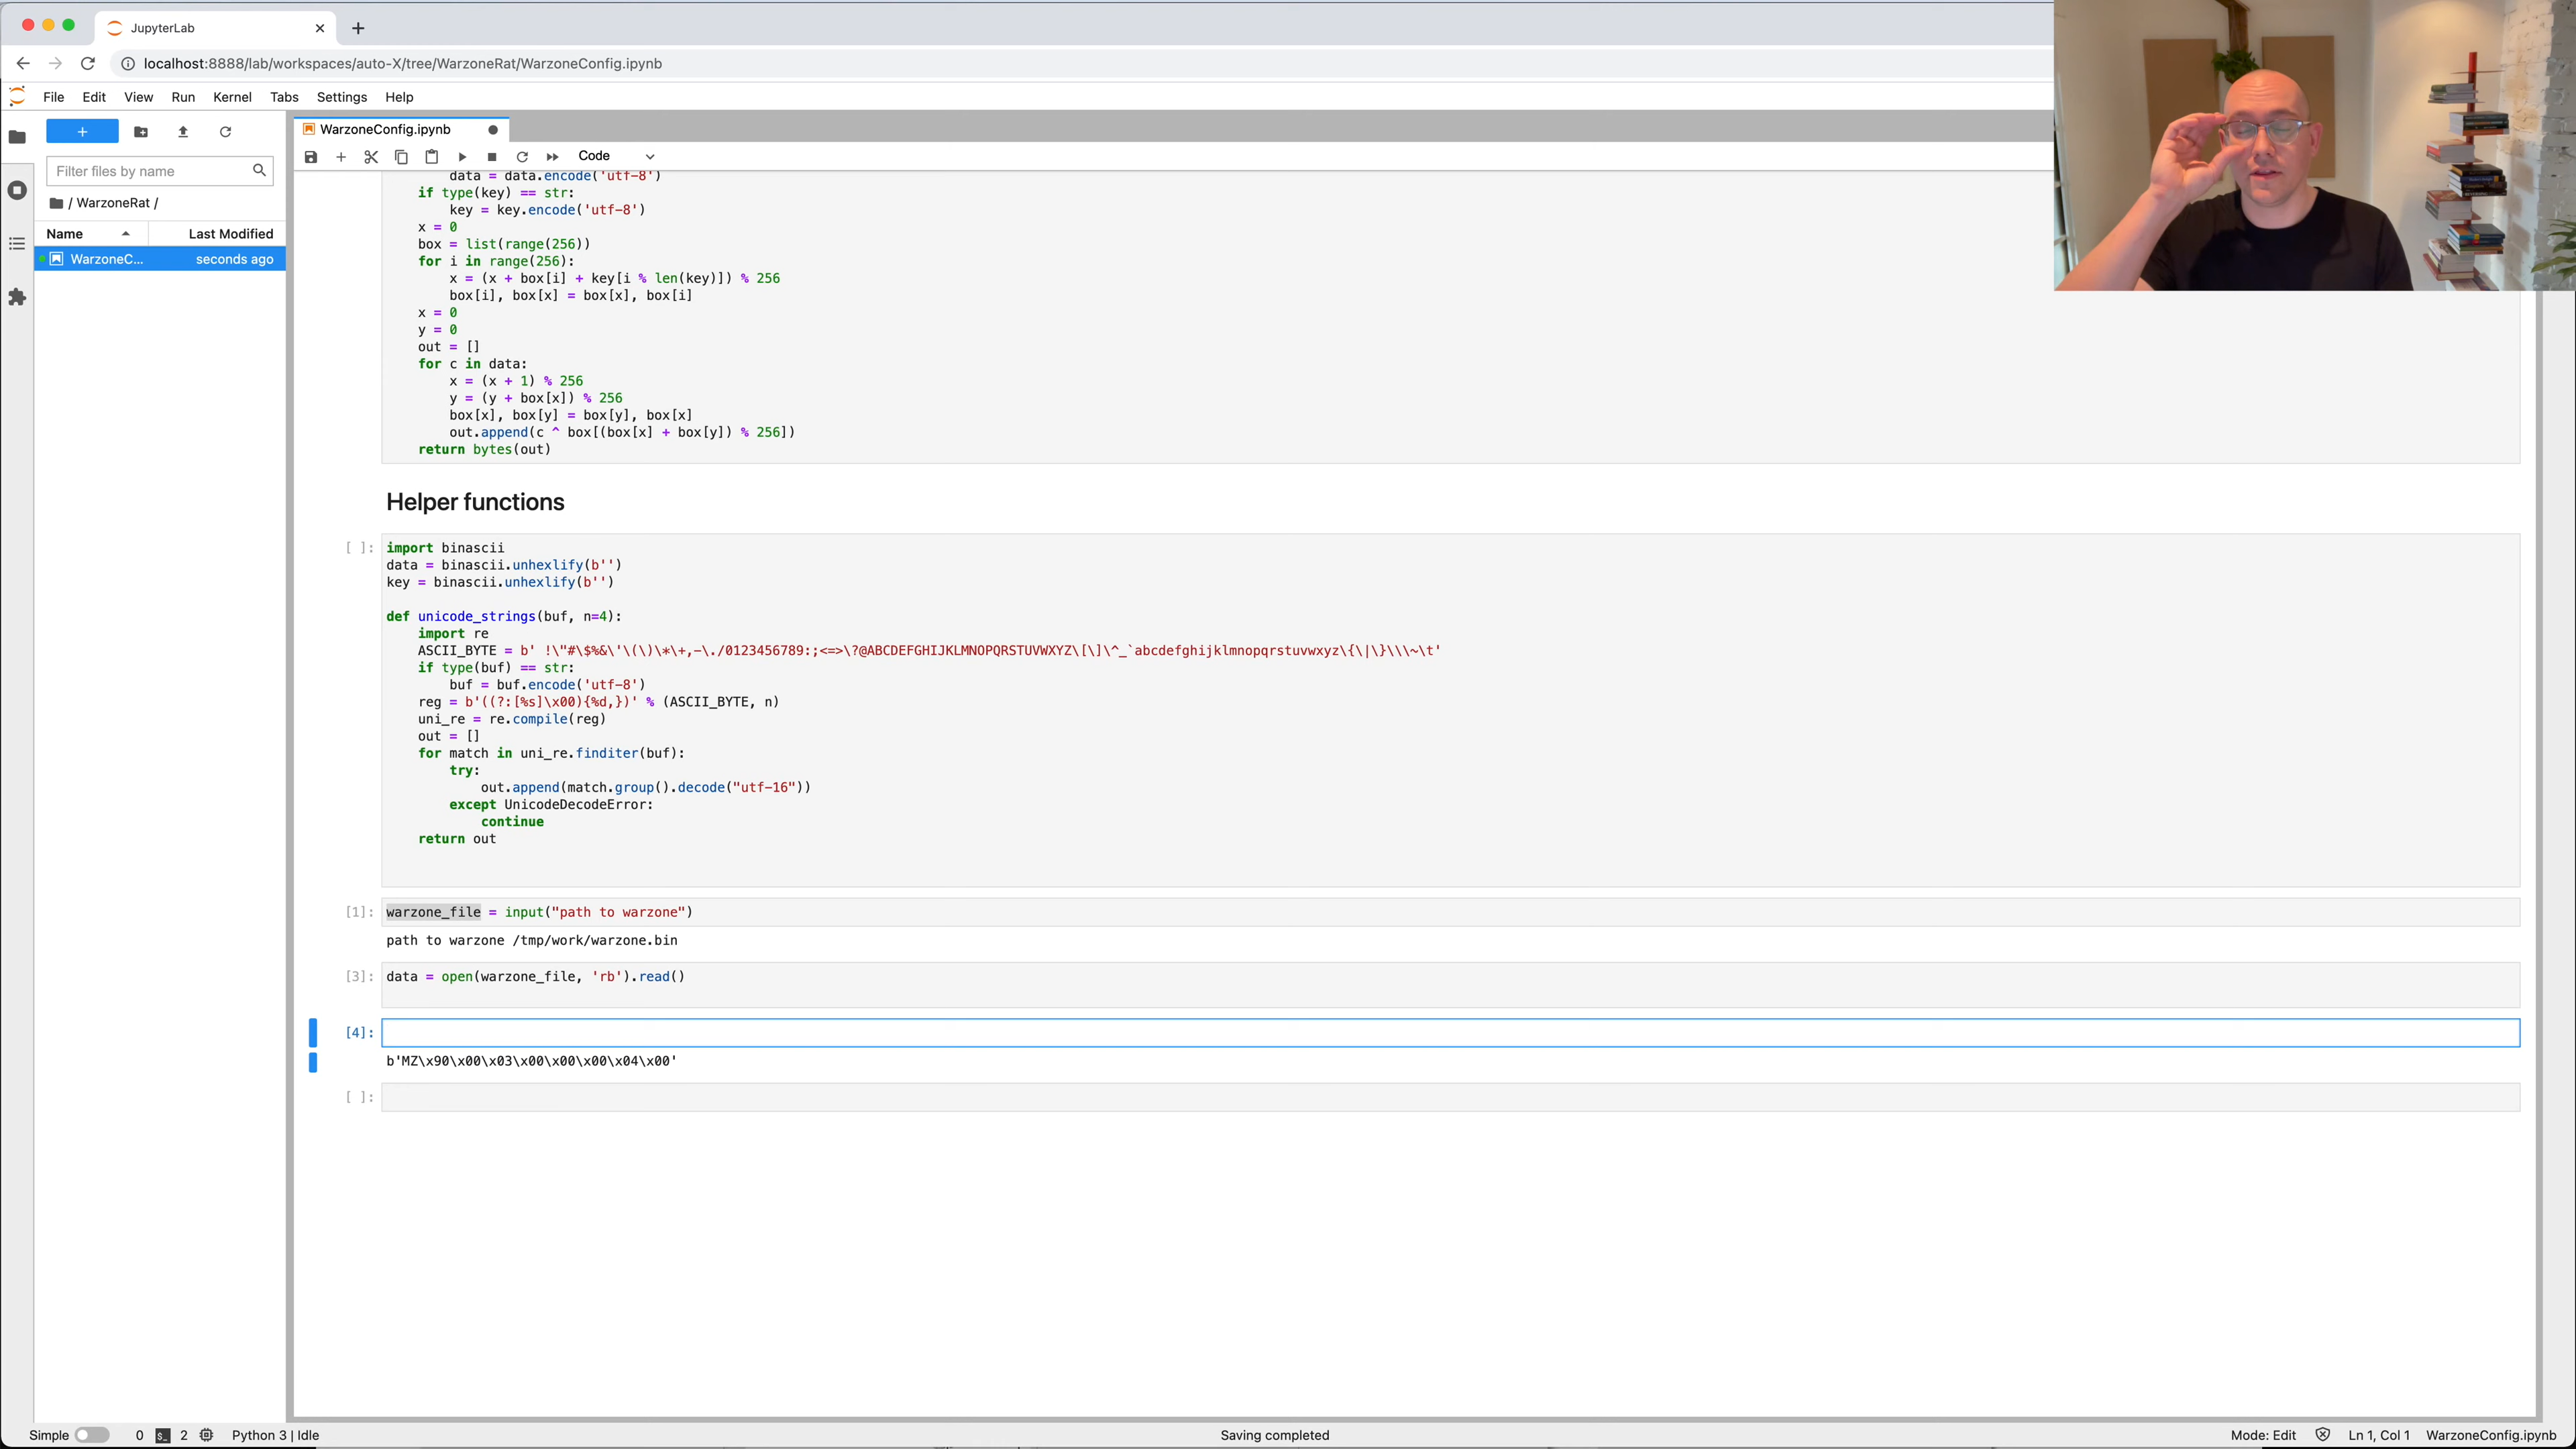 JupyterLab
localhost:8888/lab/workspaces/auto-X/tree/WarzoneRat/WarzoneConfig.ipynb
File Edit View Run Kernel Tabs Settings Help
Filter files by name
/ WarzoneRat /
Name Last Modified
WarzoneC... seconds ago
WarzoneConfig.ipynb
Code
data = data.encode('utf-8')
if type(key) == str:
key = key.encode('utf-8')
x = 0
box = list(range(256))
for i in range(256):
x = (x + box[i] + key[i % len(key)]) % 256
box[i], box[x] = box[x], box[i]
x = 0
y = 0
out = []
for c in data:
x = (x + 1) % 256
y = (y + box[x]) % 256
box[x], box[y] = box[y], box[x]
out.append(c ^ box[(box[x] + box[y]) % 256])
return bytes(out)
Helper functions
[ ]: import binascii
data = binascii.unhexlify(b'')
key = binascii.unhexlify(b'')
def unicode_strings(buf, n=4):
import re
ASCII_BYTE = b' !\"#\$%&\'\(\)\*\+,-\./0123456789:;<=>\?@ABCDEFGHIJKLMNOPQRSTUVWXYZ\[\]\^_`abcdefghijklmnopqrstuvwxyz\{\|\}\\\~\t'
if type(buf) == str:
buf = buf.encode('utf-8')
reg = b'((?:[%s]\x00){%d,})' % (ASCII_BYTE, n)
uni_re = re.compile(reg)
out = []
for match in uni_re.finditer(buf):
try:
out.append(match.group().decode("utf-16"))
except UnicodeDecodeError:
continue
return out
[1]: warzone_file = input("path to warzone")
path to warzone /tmp/work/warzone.bin
[3]: data = open(warzone_file, 'rb').read()
[4]:
b'MZ\x90\x00\x03\x00\x00\x00\x04\x00'
[ ]:
Simple 0 2 Python 3 | Idle Saving completed Mode: Edit Ln 1, Col 1 WarzoneConfig.ipynb